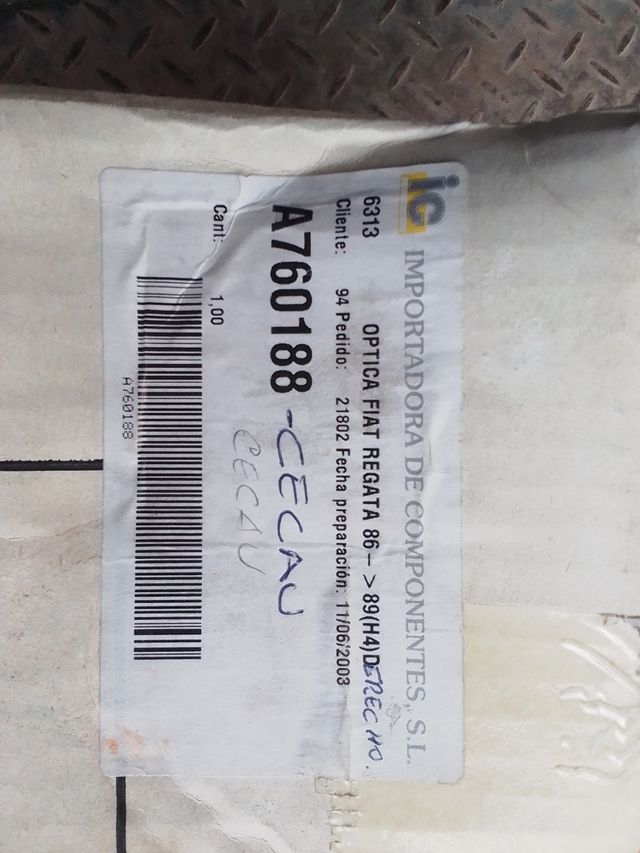 ic IMPORTADORA DE COMPONENTES, S.L.
6313 OPTICA FIAT REGATA 86-> 89(H4)DERECHO.
Cliente: 94 Pedido: 21802 Fecha preparación: 11/06/2003
A760188 -CECAU
CECAU
Cant: 1,00
A760188